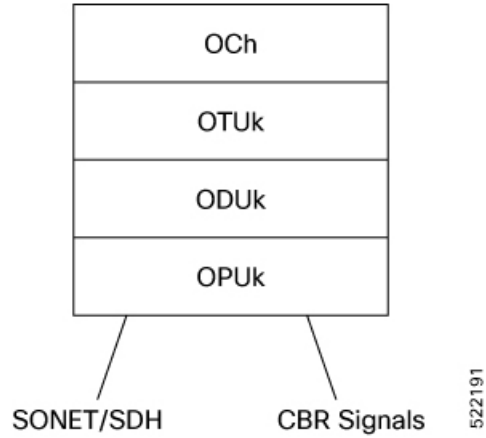 OCh
OTUk
ODUk
OPUk
SONET/SDH
CBR Signals
522191